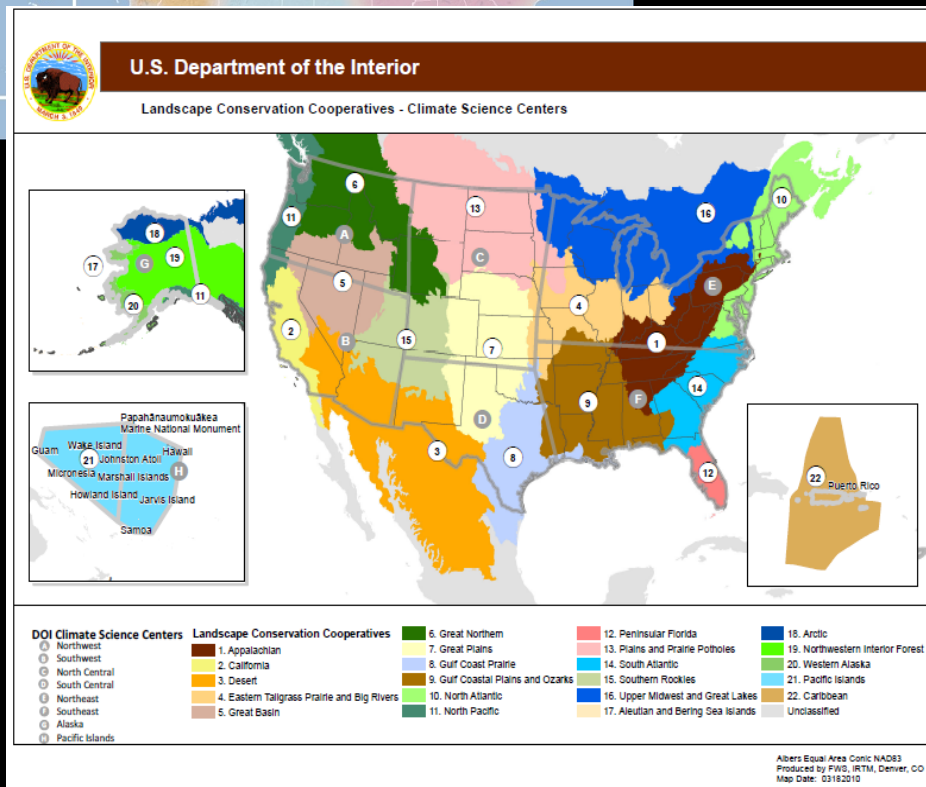 U.S. DEPARTMENT OF THE INTERIOR
MARCH 3, 1849
U.S. Department of the Interior
Landscape Conservation Cooperatives - Climate Science Centers
6
13
16
10
11
18
17
G
19
20
11
A
C
E
5
4
2
B
15
7
1
14
9
F
D
3
8
12
Papahānaumokuākea
Marine National Monument
Guam
Wake Island
Hawaii
21
Johnston Atoll
H
Micronesia
Marshall Islands
Howland Island
Jarvis Island
Samoa
22
Puerto Rico
DOI Climate Science Centers
A Northwest
B Southwest
C North Central
D South Central
E Northeast
F Southeast
G Alaska
H Pacific Islands
Landscape Conservation Cooperatives
1. Appalachian
2. California
3. Desert
4. Eastern Tallgrass Prairie and Big Rivers
5. Great Basin
6. Great Northern
7. Great Plains
8. Gulf Coast Prairie
9. Gulf Coastal Plains and Ozarks
10. North Atlantic
11. North Pacific
12. Peninsular Florida
13. Plains and Prairie Potholes
14. South Atlantic
15. Southern Rockies
16. Upper Midwest and Great Lakes
17. Aleutian and Bering Sea Islands
18. Arctic
19. Northwestern Interior Forest
20. Western Alaska
21. Pacific Islands
22. Caribbean
Unclassified
Albers Equal Area Conic NAD83
Produced by FWS, IRTM, Denver, CO
Map Date: 03182010